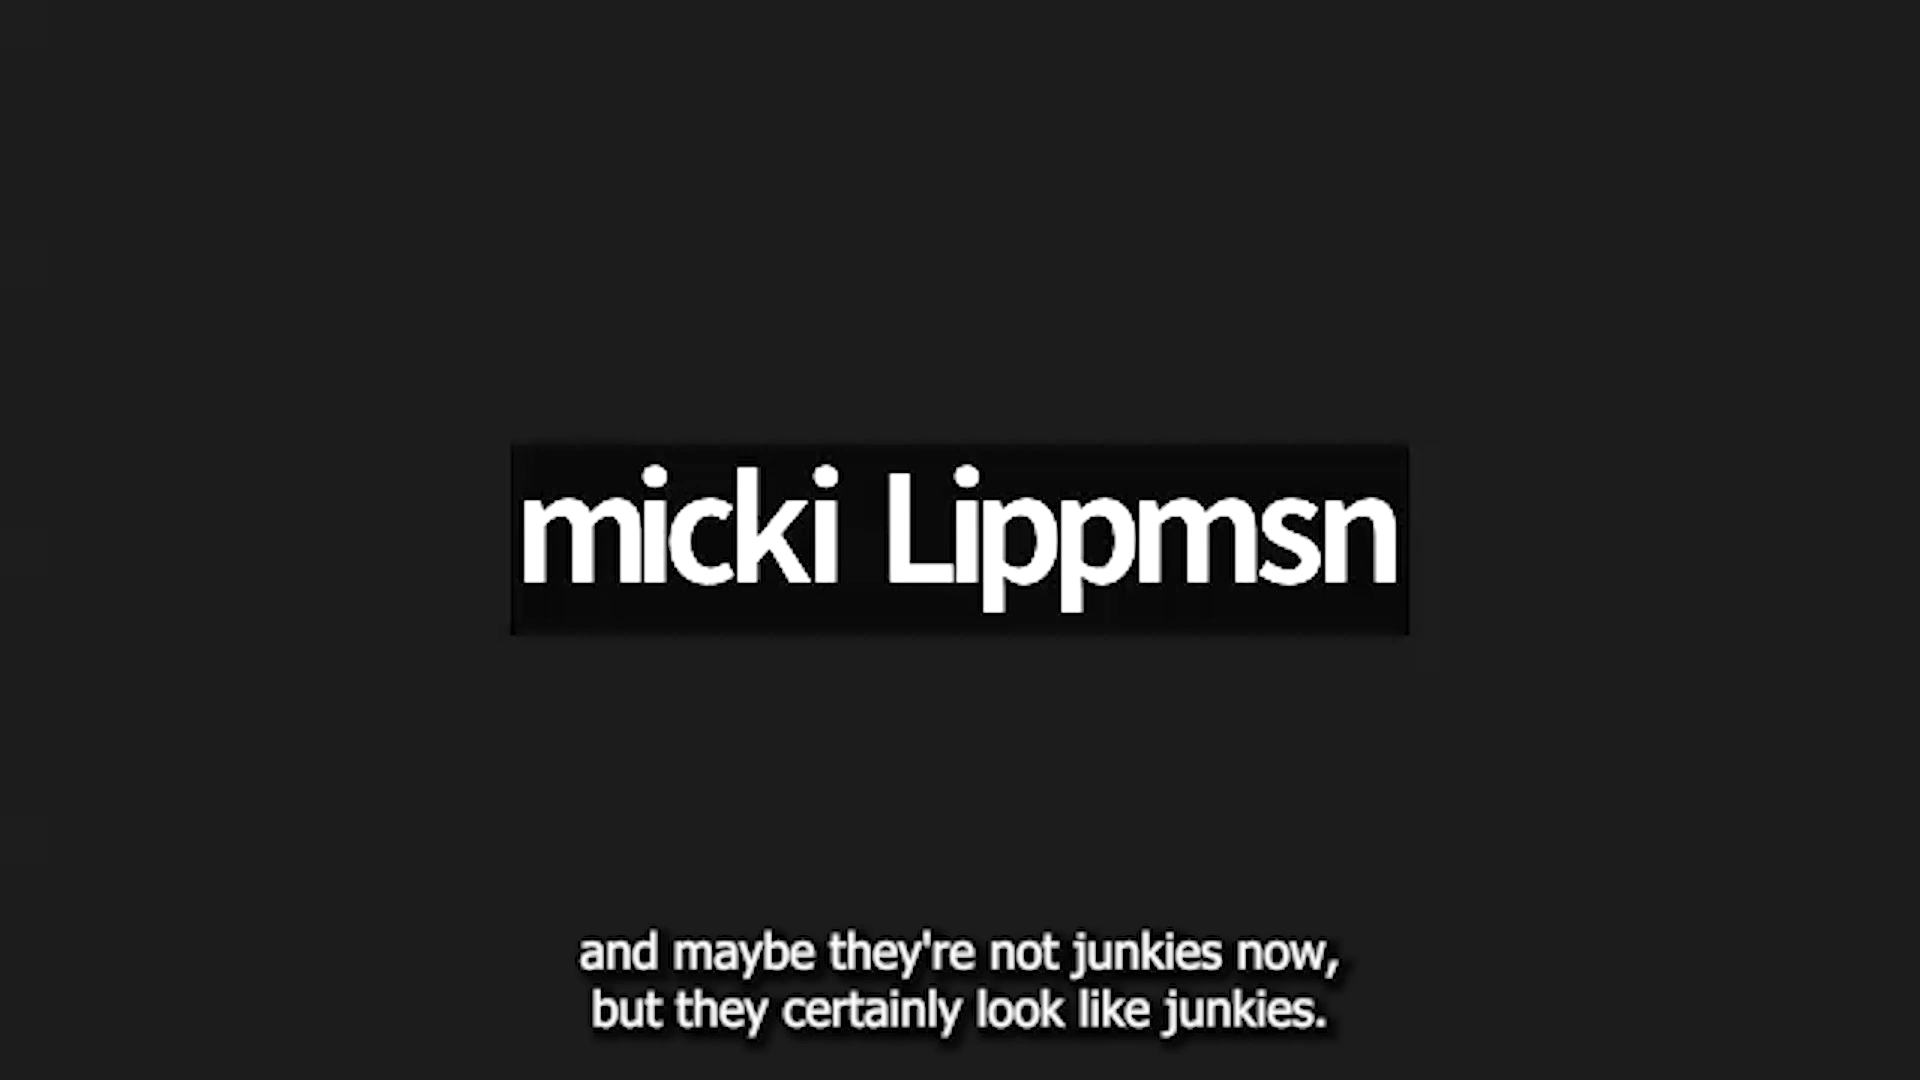 micki Lippmsn
and maybe they're not junkies now,
but they certainly look like junkies.